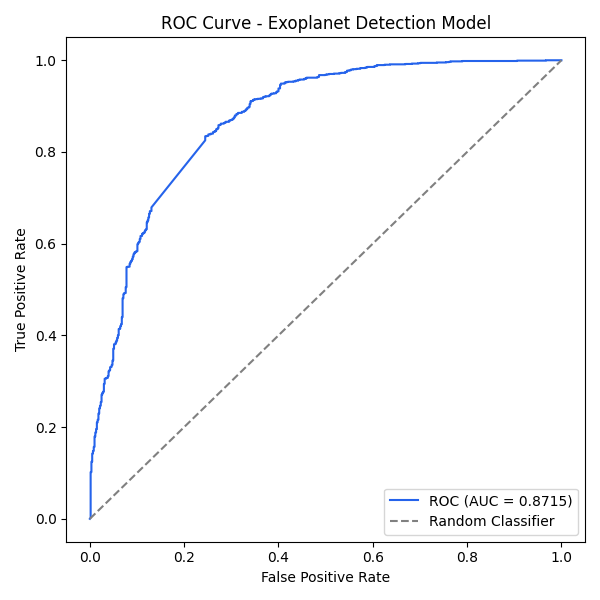 ROC Curve - Exoplanet Detection Model
True Positive Rate
1.0
0.8
0.6
0.4
0.2
0.0
ROC (AUC = 0.8715)
Random Classifier
0.0 0.2 0.4 0.6 0.8 1.0
False Positive Rate